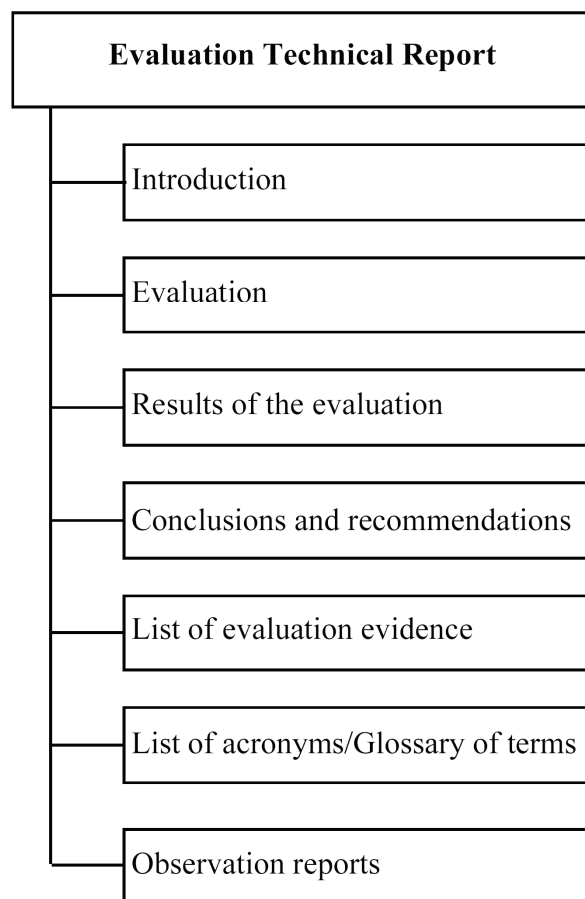 Evaluation Technical Report
Introduction
Evaluation
Results of the evaluation
Conclusions and recommendations
List of evaluation evidence
List of acronyms/Glossary of terms
Observation reports